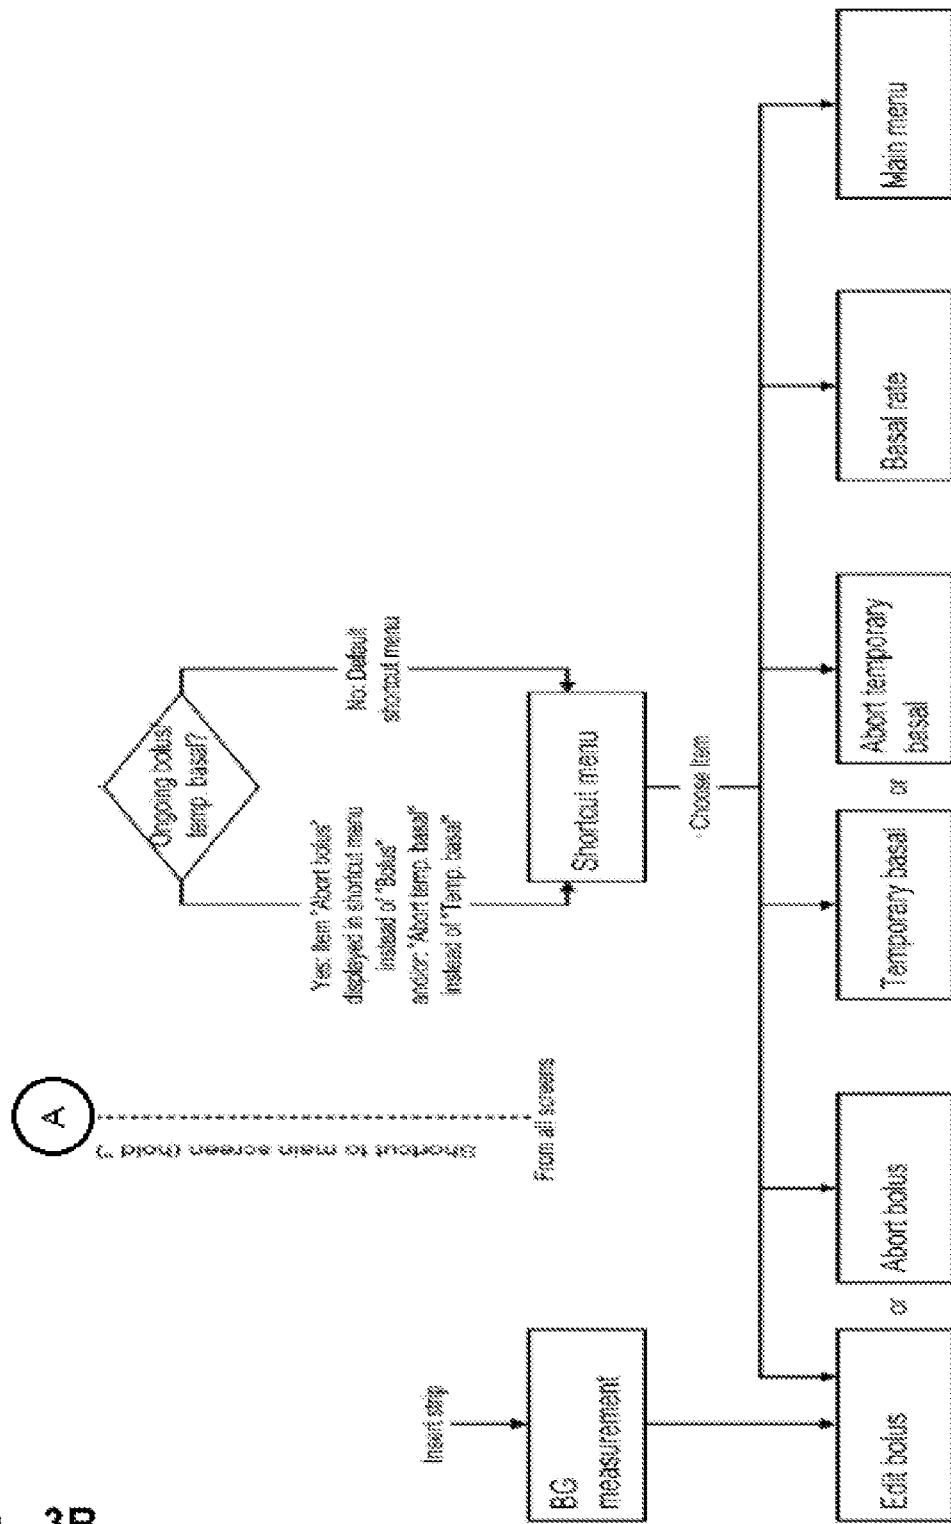 3B
A
Shortcut to main screen (hold
From all screens
Ongoing bolus/
temp. basal?
Yes: Item "Abort bolus"
displayed in shortcut menu
instead of "Bolus"
and/or: "Abort temp. basal"
instead of "Temp. basal"
No: Default
shortcut menu
Insert strip
BG
measurement
Shortcut menu
Choose item
Edit bolus
or
Abort bolus
Temporary basal
or
Abort temporary
basal
Basal rate
Main menu